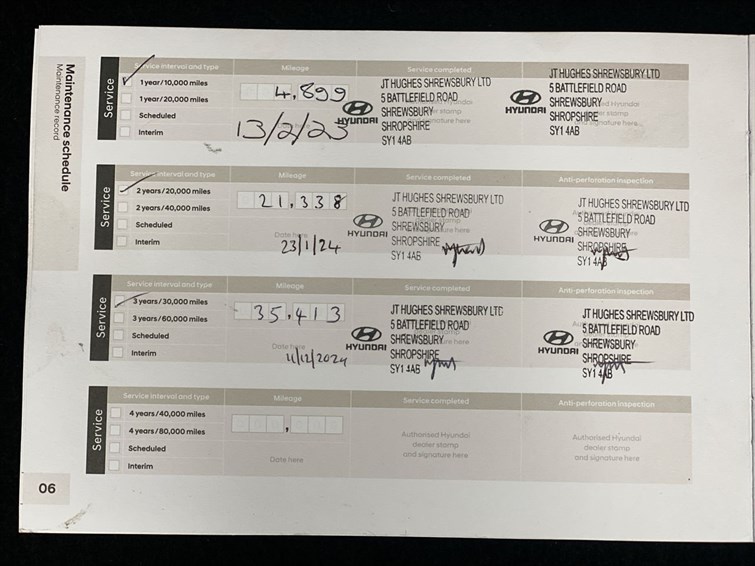 Maintenance schedule
Maintenance record
Service
Service interval and type
Mileage
Service completed
1 year/10,000 miles
1 year/20,000 miles
Scheduled
Interim
4,899
13/2/23
HYUNDAI
JT HUGHES SHREWSBURY LTD
5 BATTLEFIELD ROAD
SHREWSBURY
SHROPSHIRE
SY1 4AB
HYUNDAI
JT HUGHES SHREWSBURY LTD
5 BATTLEFIELD ROAD
SHREWSBURY
SHROPSHIRE
SY1 4AB
Service
Service interval and type
Mileage
Service completed
Anti-perforation inspection
2 years/20,000 miles
2 years/40,000 miles
Scheduled
Interim
21,338
Date here
23/1/24
HYUNDAI
JT HUGHES SHREWSBURY LTD
5 BATTLEFIELD ROAD
SHREWSBURY
SHROPSHIRE
SY1 4AB
HYUNDAI
JT HUGHES SHREWSBURY LTD
5 BATTLEFIELD ROAD
SHREWSBURY
SHROPSHIRE
SY1 4AB
Service
Service interval and type
Mileage
Service completed
Anti-perforation inspection
3 years/30,000 miles
3 years/60,000 miles
Scheduled
Interim
35,413
Date here
11/12/2024
HYUNDAI
JT HUGHES SHREWSBURY LTD
5 BATTLEFIELD ROAD
SHREWSBURY
SHROPSHIRE
SY1 4AB
HYUNDAI
JT HUGHES SHREWSBURY LTD
5 BATTLEFIELD ROAD
SHREWSBURY
SHROPSHIRE
SY1 4AB
Service
Service interval and type
Mileage
Service completed
Anti-perforation inspection
4 years/40,000 miles
4 years/80,000 miles
Scheduled
Interim
000,000
Date here
Authorised Hyundai
dealer stamp
and signature here
Authorised Hyundai
dealer stamp
and signature here
06